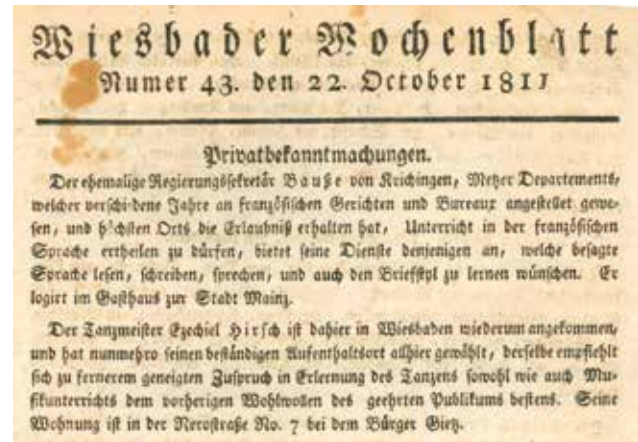 Wiesbader Wochenblatt
Numer 43. den 22. October 1811
Privatbekanntmachungen.
Der ehemalige Regierungssekretär Bauße von Krichingen, Metzer Departements,
welcher verschidene Jahre an französischen Gerichten und Bureaux angestellet gewe-
sen, und höchsten Orts die Erlaubniß erhalten hat, Unterricht in der französischen
Sprache ertheilen zu dürfen, bietet seine Dienste denjenigen an, welche besagte
Sprache lesen, schreiben, sprechen, und auch den Briefstyl zu lernen wünschen. Er
logirt im Gasthaus zur Stadt Mainz.
Der Tanzmeister Ezechiel Hirsch ist dahier in Wiesbaden wiederum angekommen,
und hat nunmehro seinen beständigen Aufenthaltsort allhier gewählt, derselbe empfiehlt
sich zu fernerem geneigten Zuspruch in Erlernung des Tanzens sowohl wie auch Mu-
sikunterrichts dem vorherigen Wohlwollen des geehrten Publikums bestens. Seine
Wohnung ist in der Nerostraße No. 7 bei dem Bürger Gietz.